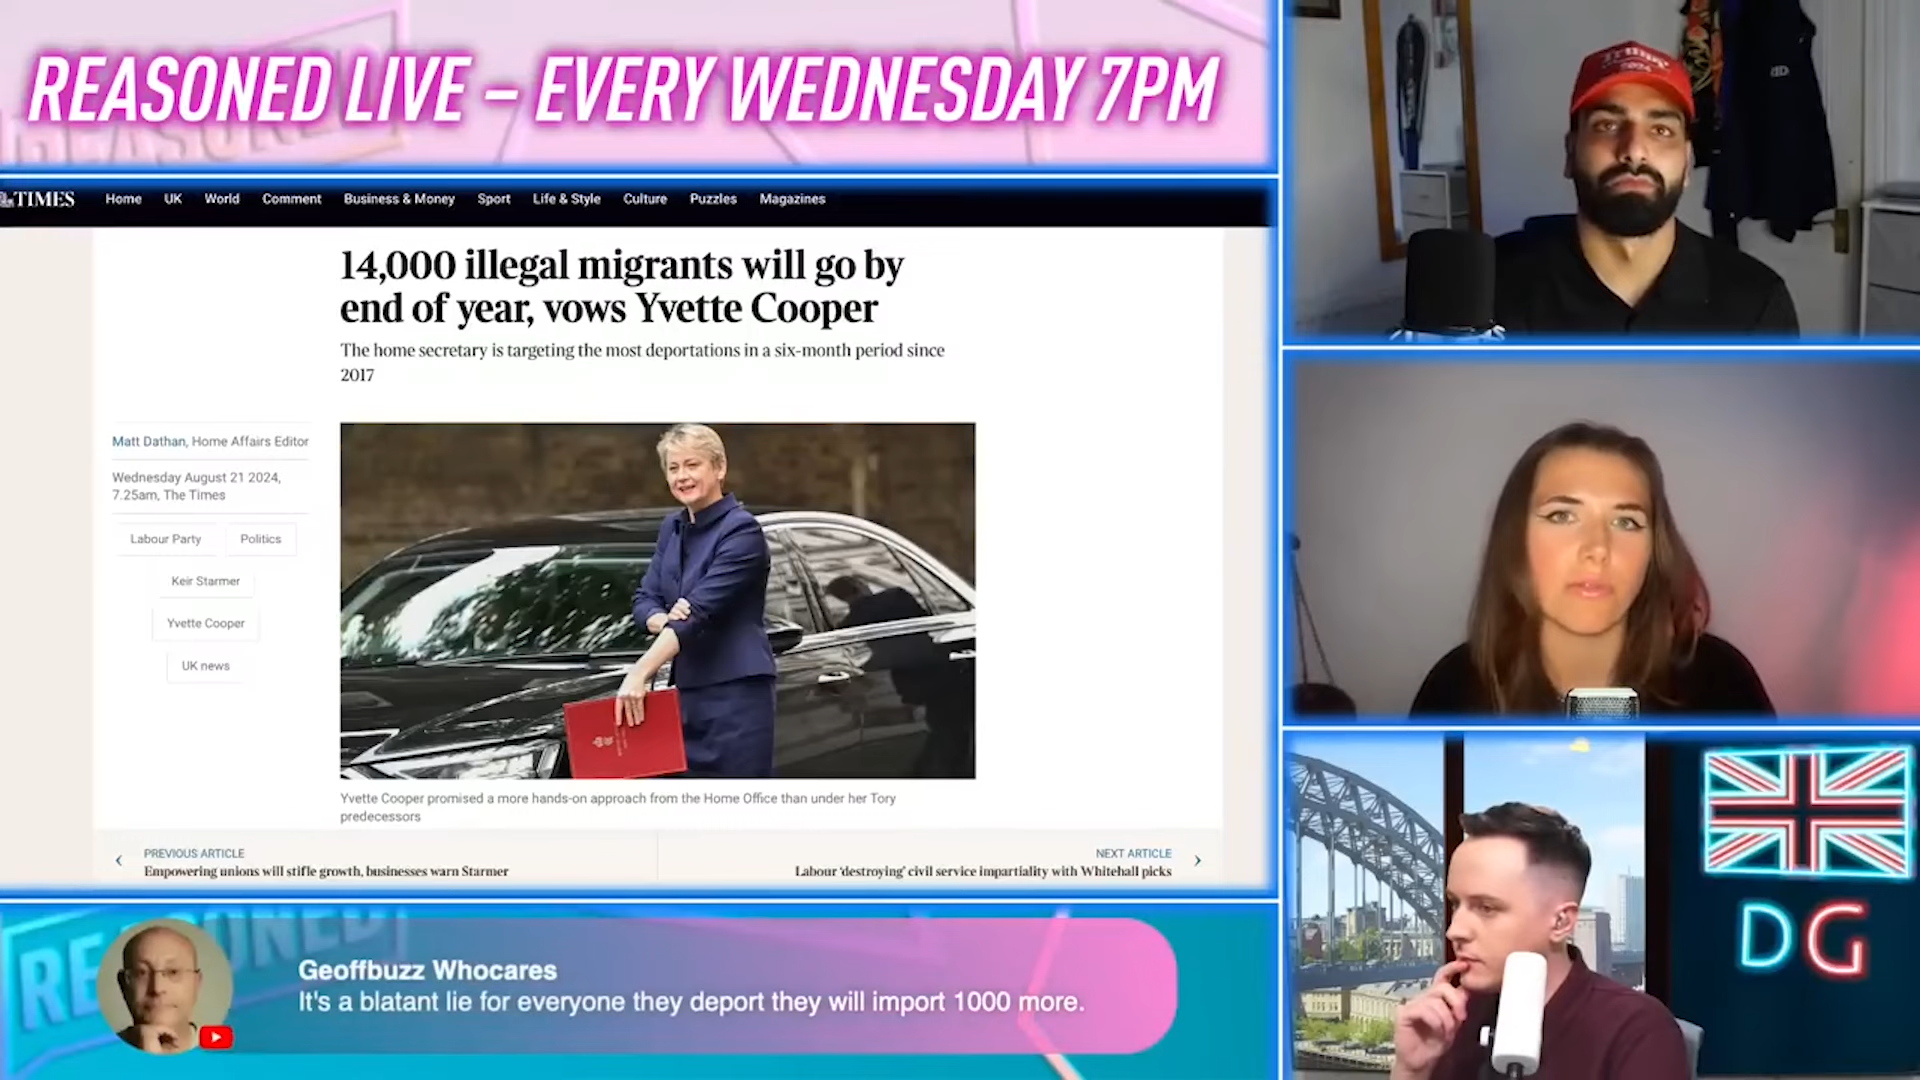 REASONED LIVE – EVERY WEDNESDAY 7PM
TIMES Home UK World Comment Business & Money Sport Life & Style Culture Puzzles Magazines
14,000 illegal migrants will go by
end of year, vows Yvette Cooper
The home secretary is targeting the most deportations in a six-month period since
2017
Matt Dathan, Home Affairs Editor
Wednesday August 21 2024,
7.25am, The Times
Labour Party Politics
Keir Starmer
Yvette Cooper
UK news
Yvette Cooper promised a more hands-on approach from the Home Office than under her Tory
predecessors
PREVIOUS ARTICLE
Empowering unions will stifle growth, businesses warn Starmer
NEXT ARTICLE
Labour 'destroying' civil service impartiality with Whitehall picks
REASONED
Geoffbuzz Whocares
It's a blatant lie for everyone they deport they will import 1000 more.
TRUMP
2024
DG